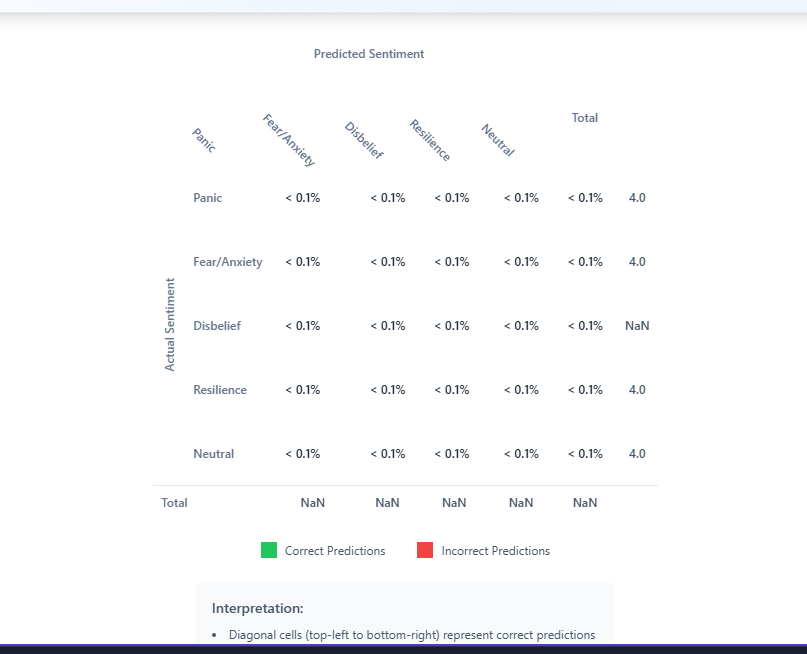 Predicted Sentiment
Panic Fear/Anxiety Disbelief Resilience Neutral Total
Panic < 0.1% < 0.1% < 0.1% < 0.1% < 0.1% 4.0
Fear/Anxiety < 0.1% < 0.1% < 0.1% < 0.1% < 0.1% 4.0
Actual Sentiment
Disbelief < 0.1% < 0.1% < 0.1% < 0.1% < 0.1% NaN
Resilience < 0.1% < 0.1% < 0.1% < 0.1% < 0.1% 4.0
Neutral < 0.1% < 0.1% < 0.1% < 0.1% < 0.1% 4.0
Total NaN NaN NaN NaN NaN
Correct Predictions Incorrect Predictions
Interpretation:
• Diagonal cells (top-left to bottom-right) represent correct predictions